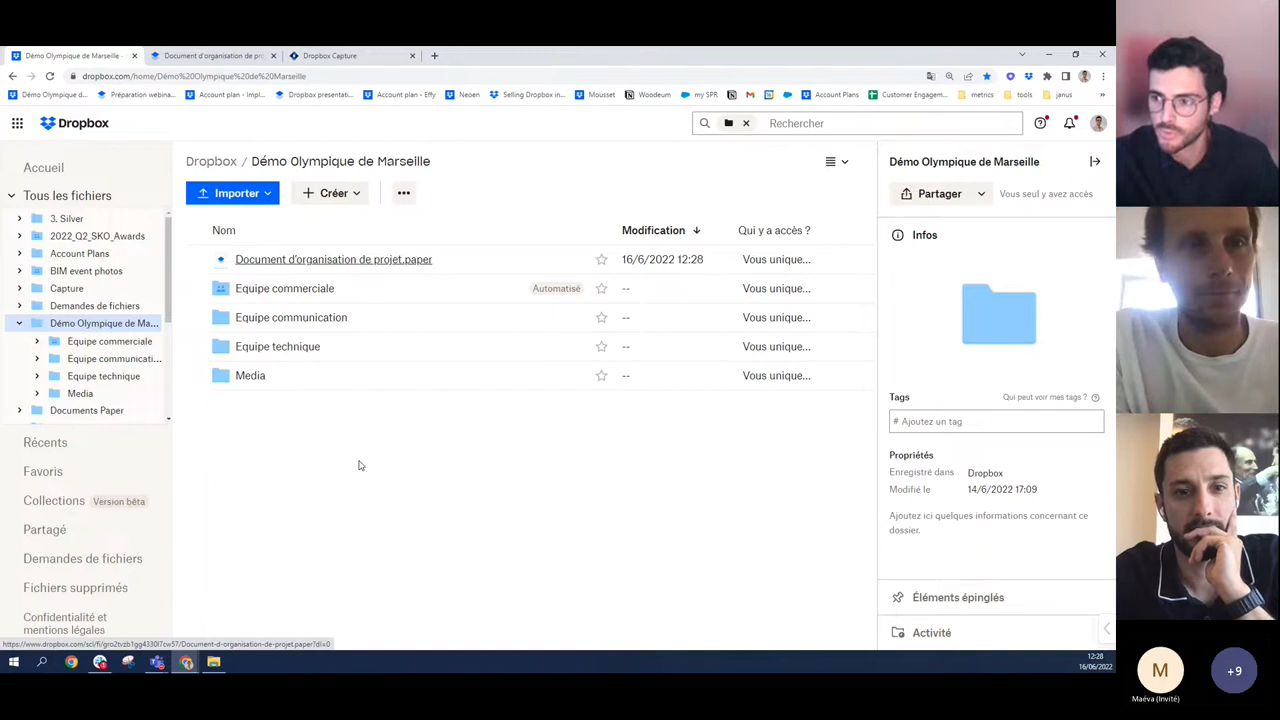 Démo Olympique de Marseille -
Document d'organisation de pro
Dropbox Capture
dropbox.com/home/Démo%20Olympique%20de%20Marseille
Démo Olympique d...
Préparation webina...
Account plan - Impl...
Dropbox presentati...
Account plan - Effy
Neoen
Selling Dropbox in...
Mousset
Woodeum
my SPR
Account Plans
Customer Engagem...
metrics
tools
janus
»
Dropbox
Rechercher
Accueil
Tous les fichiers
3. Silver
2022_Q2_SKO_Awards
Account Plans
BIM event photos
Capture
Demandes de fichiers
Démo Olympique de Ma...
Equipe commerciale
Equipe communicati...
Equipe technique
Media
Documents Paper
Récents
Favoris
Collections Version bêta
Partagé
Demandes de fichiers
Fichiers supprimés
Confidentialité et
mentions légales
Dropbox / Démo Olympique de Marseille
Importer
Créer
Nom Modification Qui y a accès ?
Document d'organisation de projet.paper 16/6/2022 12:28 Vous unique...
Equipe commerciale Automatisé -- Vous unique...
Equipe communication -- Vous unique...
Equipe technique -- Vous unique...
Media -- Vous unique...
Démo Olympique de Marseille
Partager
Vous seul y avez accès
Infos
Tags Qui peut voir mes tags ?
# Ajoutez un tag
Propriétés
Enregistré dans Dropbox
Modifié le 14/6/2022 17:09
Ajoutez ici quelques informations concernant ce
dossier.
Éléments épinglés
Activité
12:28
16/06/2022
M
+9
Maéva (Invité)